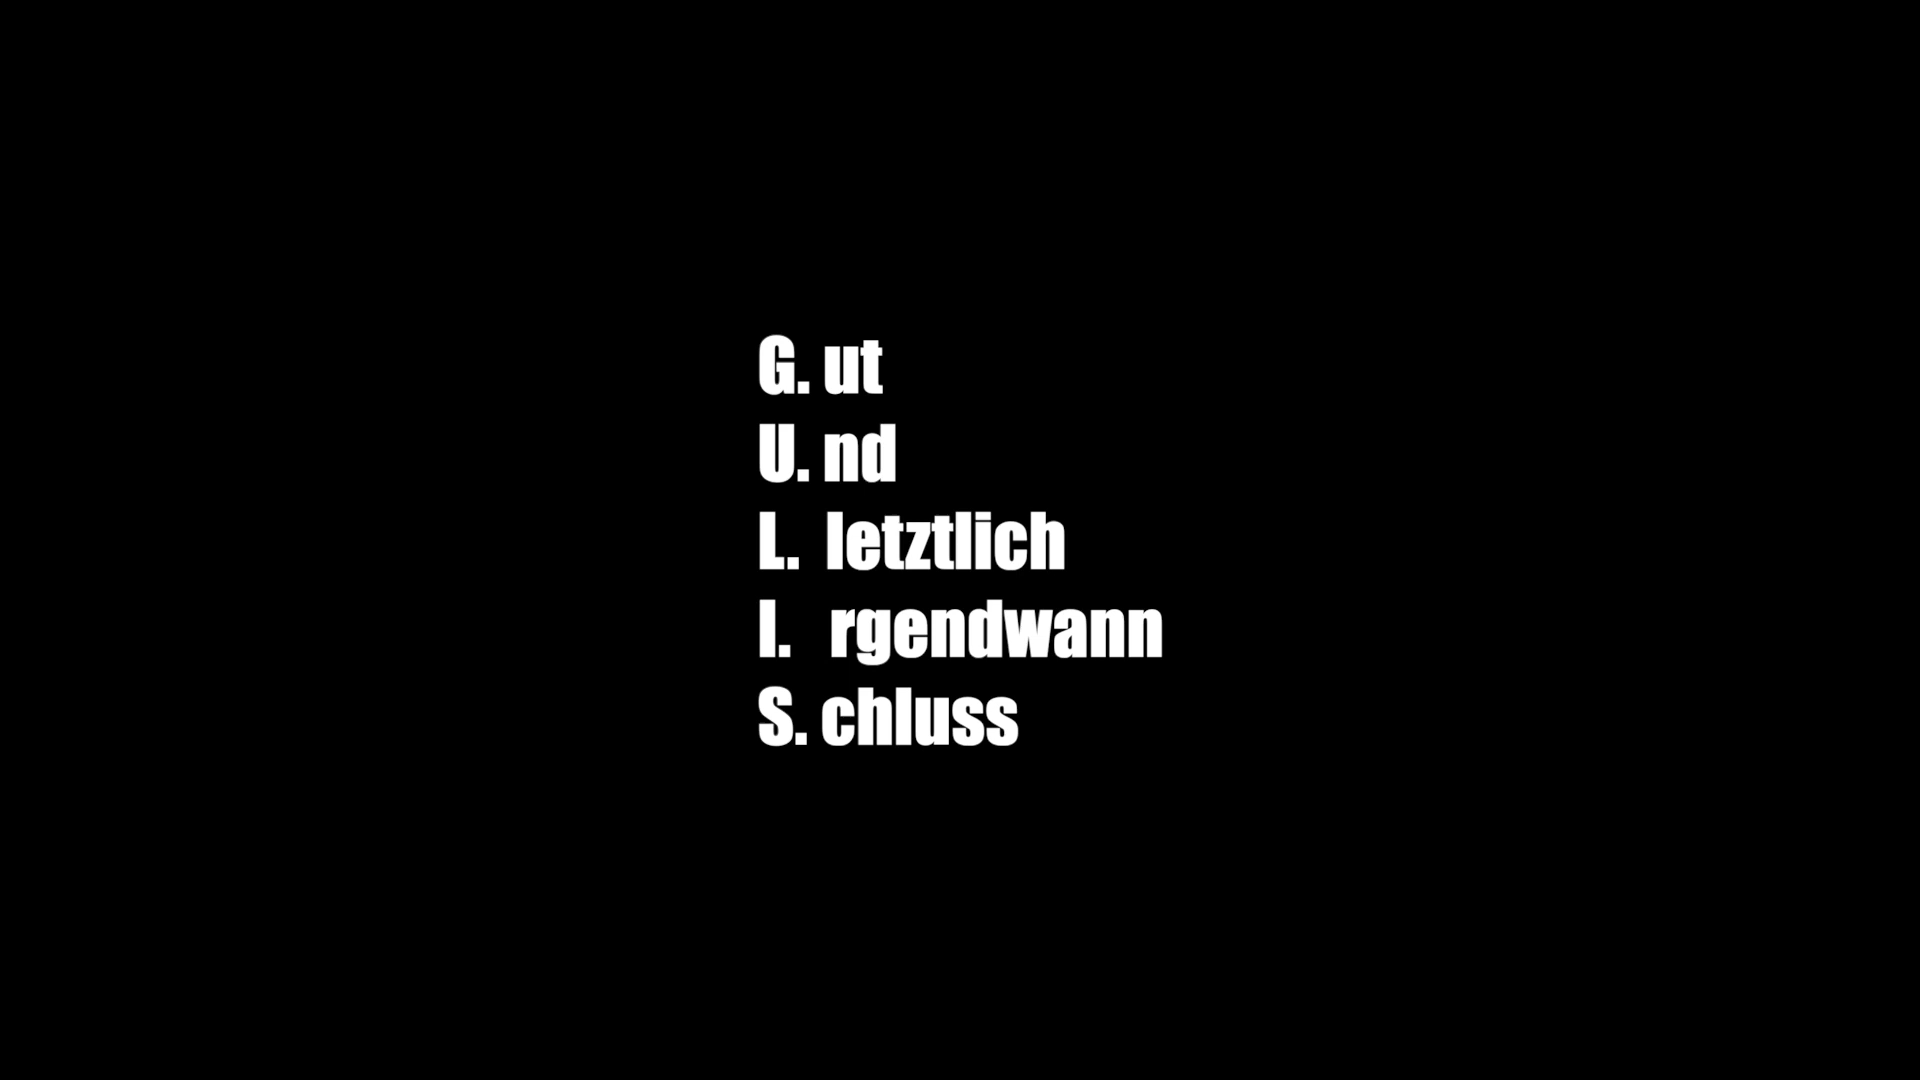 G. ut
U. nd
L. letztlich
I. rgendwann
S. chluss